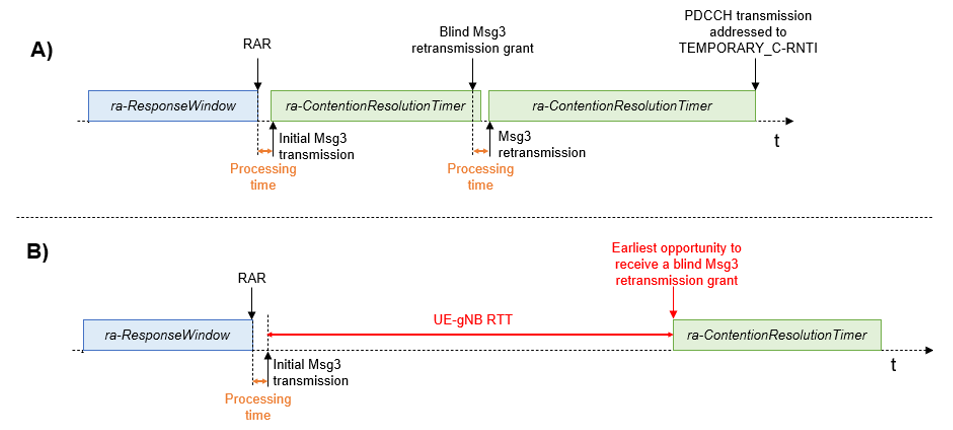 A)
RAR
Blind Msg3
retransmission grant
PDCCH transmission
addressed to
TEMPORARY_C-RNTI
ra-ResponseWindow
ra-ContentionResolutionTimer
ra-ContentionResolutionTimer
Initial Msg3
transmission
Msg3
retransmission
t
Processing
time
Processing
time
B)
RAR
Earliest opportunity to
receive a blind Msg3
retransmission grant
UE-gNB RTT
ra-ResponseWindow
ra-ContentionResolutionTimer
Initial Msg3
transmission
t
Processing
time